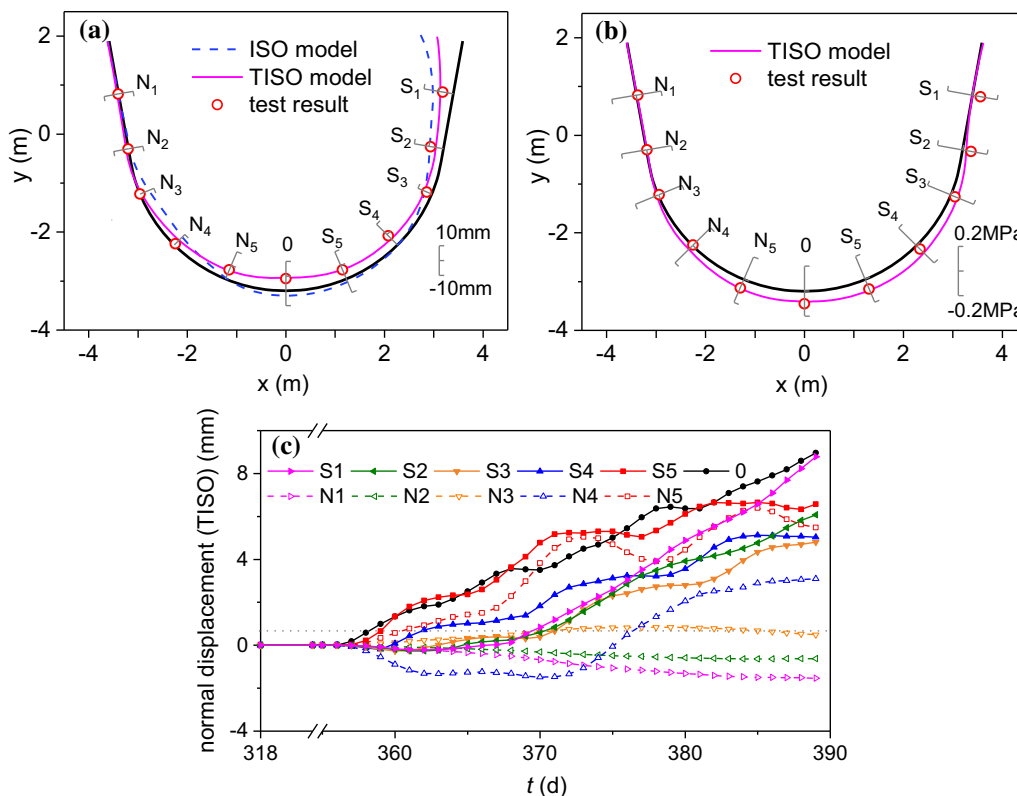 (a)
ISO model
TISO model
test result
N1
N2
N3
N4
N5
0
S5
S4
S3
S2
S1
10mm
-10mm
2
0
-2
-4
y (m)
-4 -2 0 2 4
x (m)
(b)
TISO model
test result
N1
N2
N3
N4
N5
0
S5
S4
S3
S2
S1
0.2MPa
-0.2MPa
2
0
-2
-4
y (m)
-4 -2 0 2 4
x (m)
(c)
S1 S2 S3 S4 S5 0
N1 N2 N3 N4 N5
normal displacement (TISO) (mm)
8
4
0
-4
318 360 370 380 390
t (d)